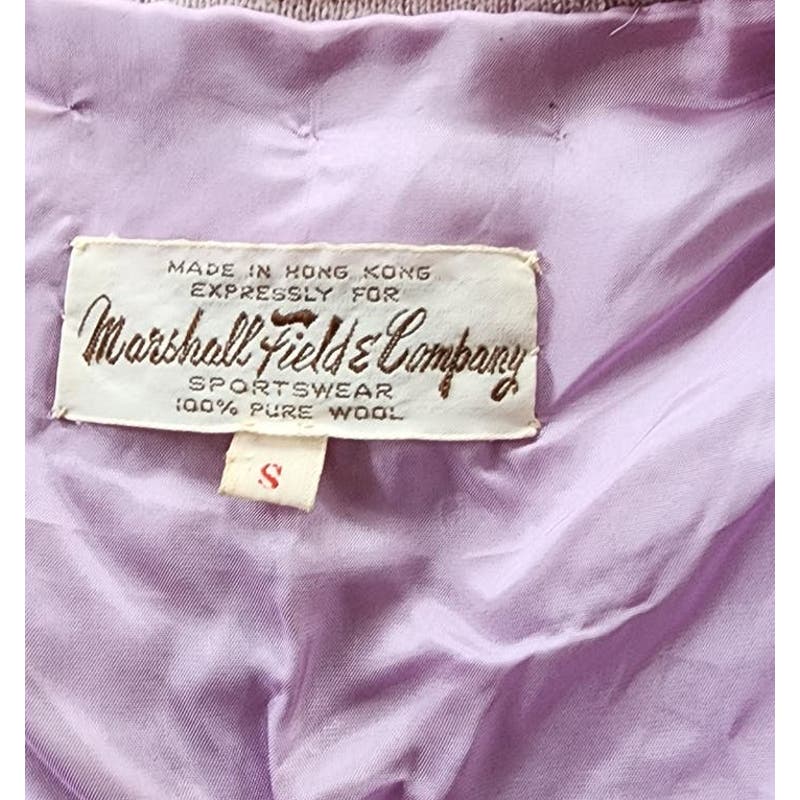 MADE IN HONG KONG
EXPRESSLY FOR
Marshall Field & Company
SPORTSWEAR
100% PURE WOOL
S